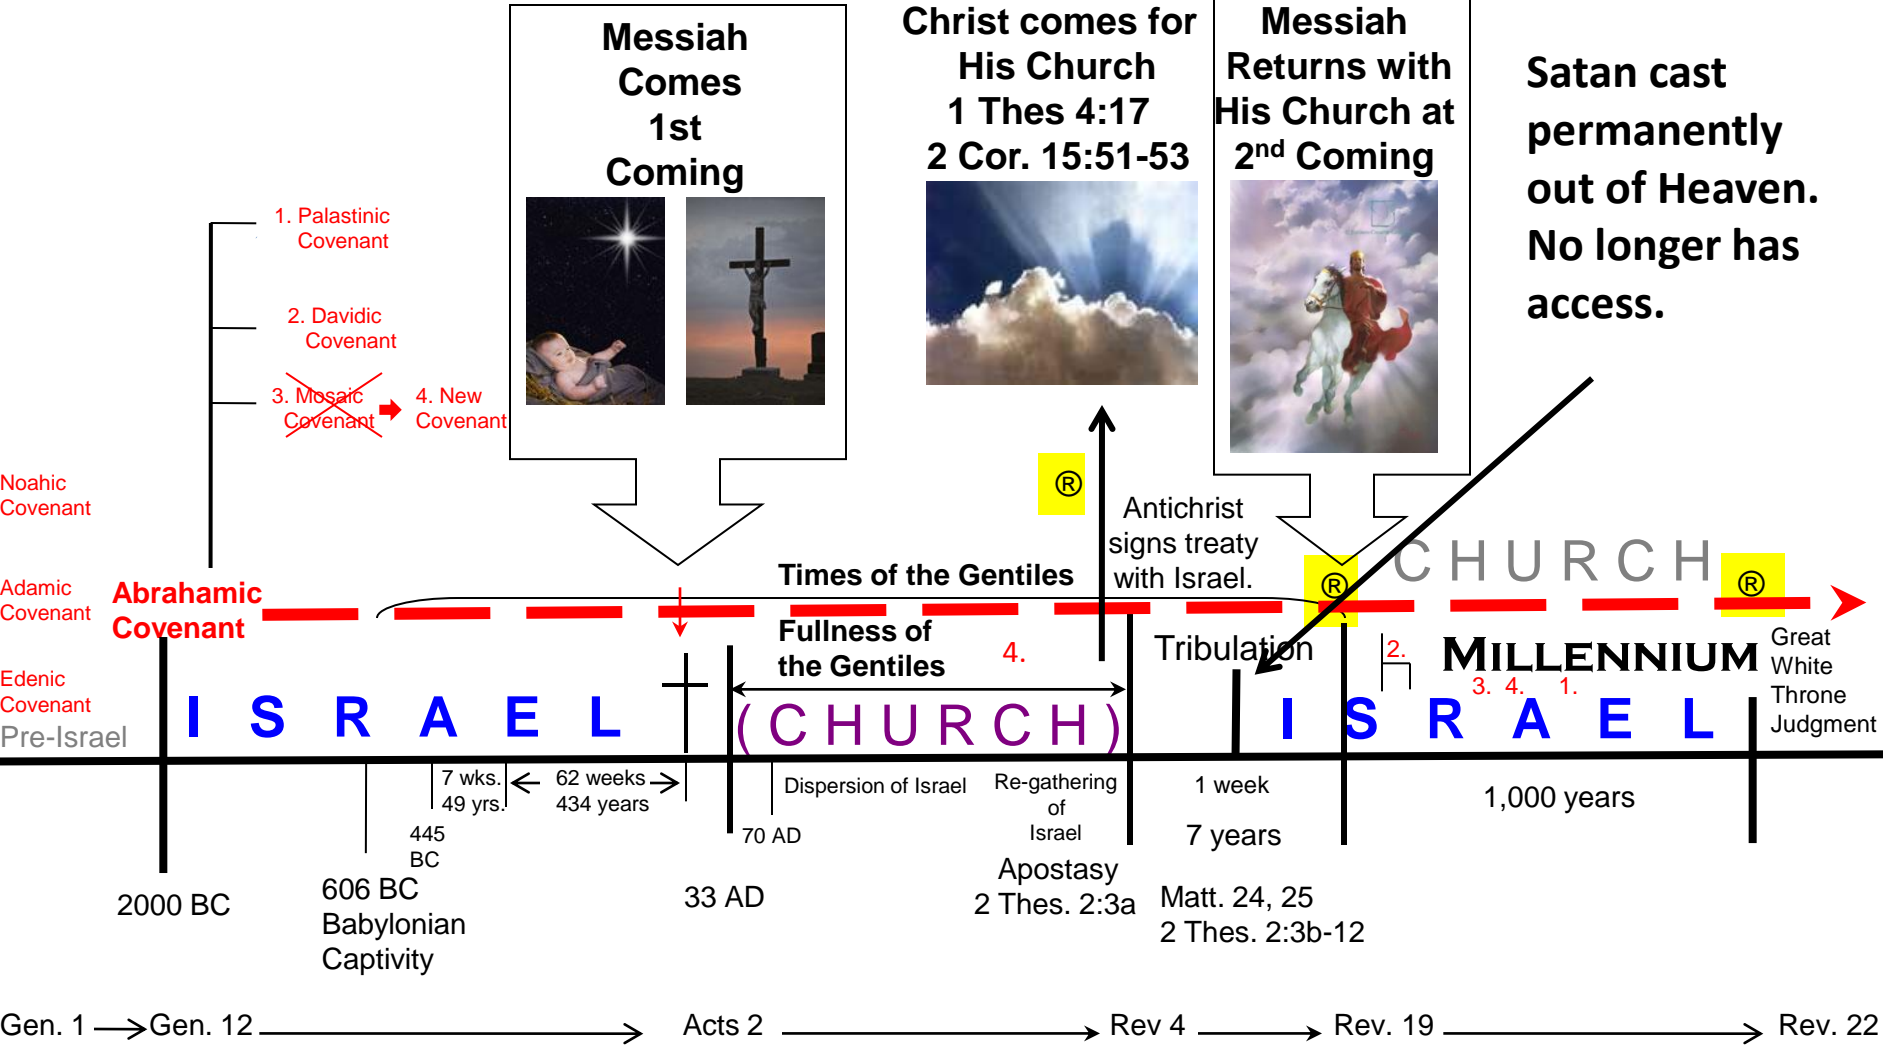 Messiah
Comes
1st
Coming
Christ comes for
His Church
1 Thes 4:17
2 Cor. 15:51-53
Messiah
Returns with
His Church at
2nd Coming
Satan cast
permanently
out of Heaven.
No longer has
access.
1. Palastinic
Covenant
2. Davidic
Covenant
3. Mosaic
Covenant
4. New
Covenant
Noahic
Covenant
Adamic
Covenant
Edenic
Covenant
Pre-Israel
Abrahamic
Covenant
®
Antichrist
signs treaty
with Israel.
®
CHURCH
®
Times of the Gentiles
Fullness of
the Gentiles
4.
Tribulation
2.
MILLENNIUM
3. 4. 1.
Great
White
Throne
Judgment
ISRAEL
(CHURCH)
ISRAEL
7 wks.
49 yrs.
62 weeks
434 years
Dispersion of Israel
Re-gathering
of
Israel
1 week
7 years
1,000 years
445
BC
70 AD
2000 BC
606 BC
Babylonian
Captivity
33 AD
Apostasy
2 Thes. 2:3a
Matt. 24, 25
2 Thes. 2:3b-12
Gen. 1 Gen. 12 Acts 2 Rev 4 Rev. 19 Rev. 22